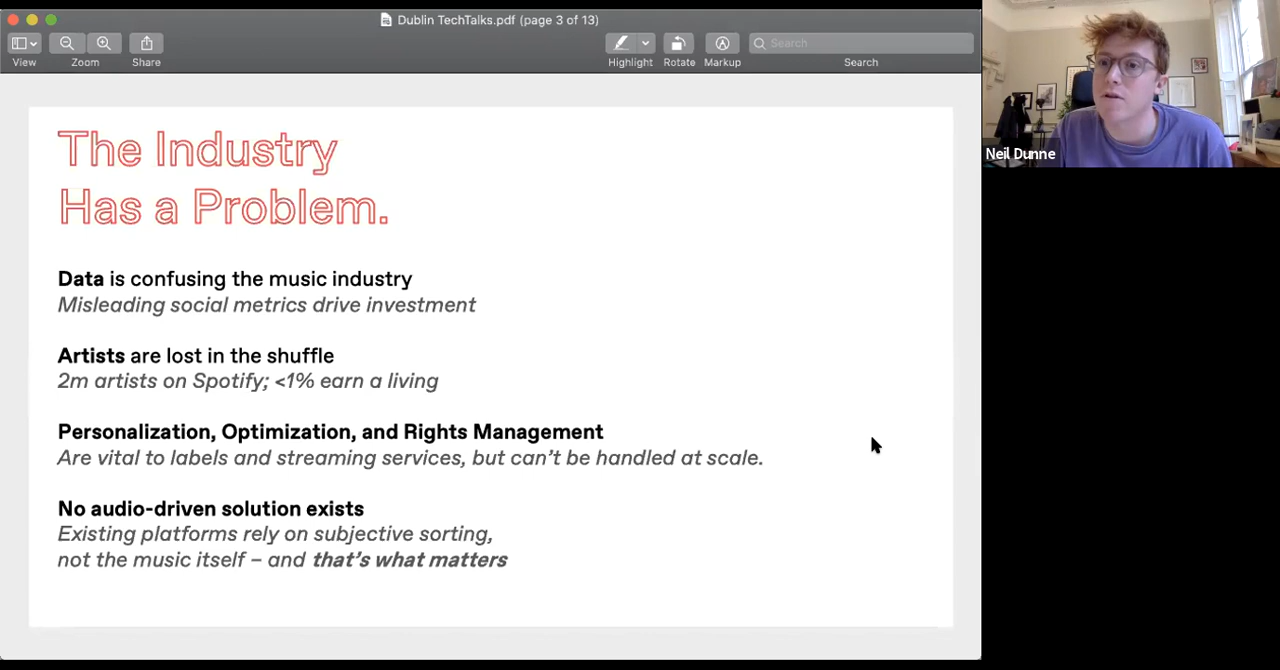 Dublin TechTalks.pdf (page 3 of 13)
View
Zoom
Share
Highlight
Rotate
Markup
Search
Search
The Industry
Has a Problem.
Data is confusing the music industry
Misleading social metrics drive investment
Artists are lost in the shuffle
2m artists on Spotify; <1% earn a living
Personalization, Optimization, and Rights Management
Are vital to labels and streaming services, but can't be handled at scale.
No audio-driven solution exists
Existing platforms rely on subjective sorting,
not the music itself – and that's what matters
Neil Dunne